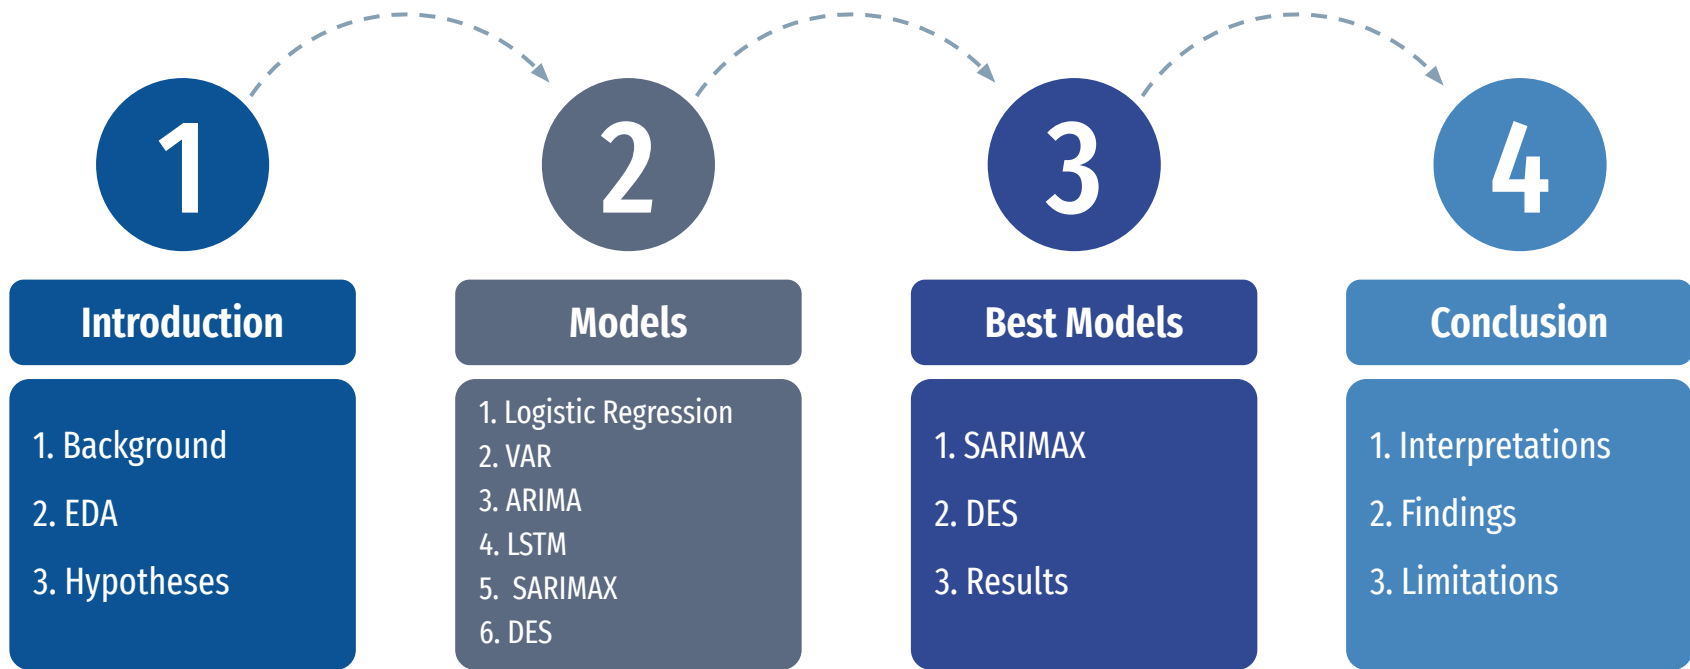 1
Introduction
1. Background
2. EDA
3. Hypotheses
2
Models
1. Logistic Regression
2. VAR
3. ARIMA
4. LSTM
5.  SARIMAX
6. DES
3
Best Models
1. SARIMAX
2. DES
3. Results
4
Conclusion
1. Interpretations
2. Findings
3. Limitations